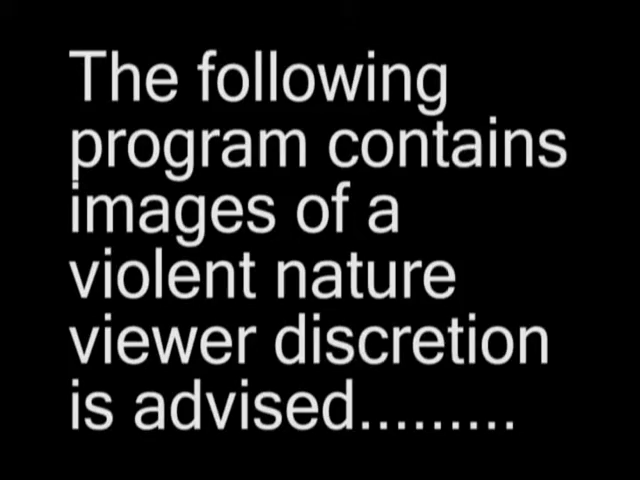 The following
program contains
images of a
violent nature
viewer discretion
is advised.........